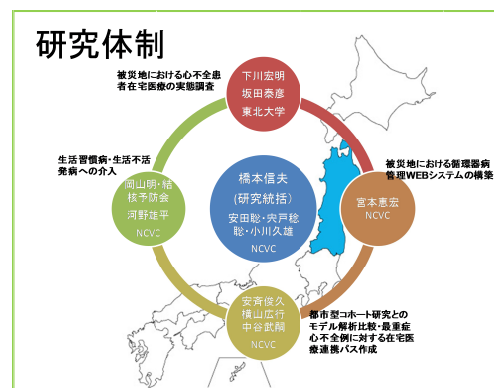 研究体制
被災地における心不全患
者在宅医療の実態調査
下川宏明
坂田泰彦
東北大学
生活習慣病・生活不活
発病への介入
岡山明・結
核予防会
河野雄平
NCVC
橋本信夫
(研究統括)
安田聡・宍戸稔
聡・小川久雄
NCVC
被災地における循環器病
管理WEBシステムの構築
宮本恵宏
NCVC
安斉俊久
横山広行
中谷武嗣
NCVC
都市型コホート研究との
モデル解析比較・最重症
心不全例に対する在宅医
療連携パス作成